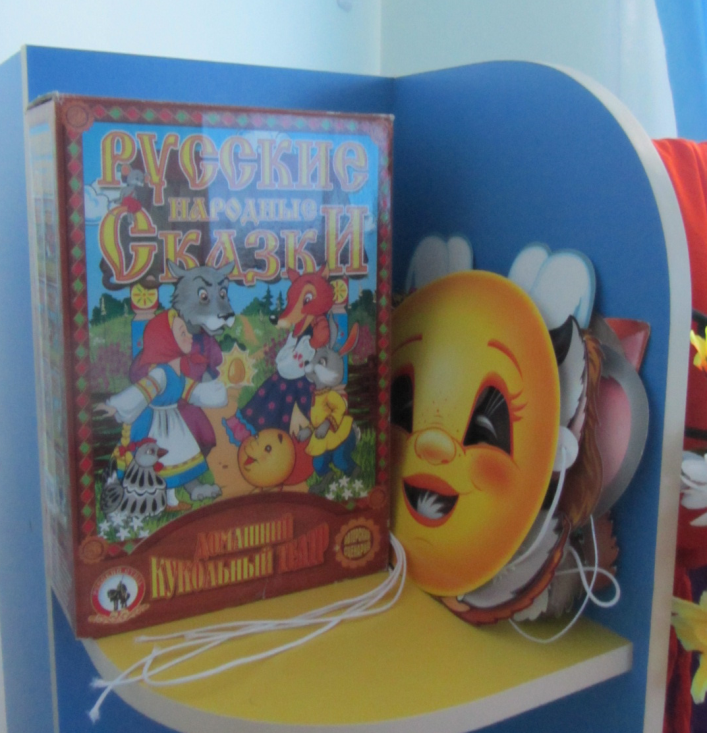 Русские
народные
Сказки
Домашний
Кукольный театр